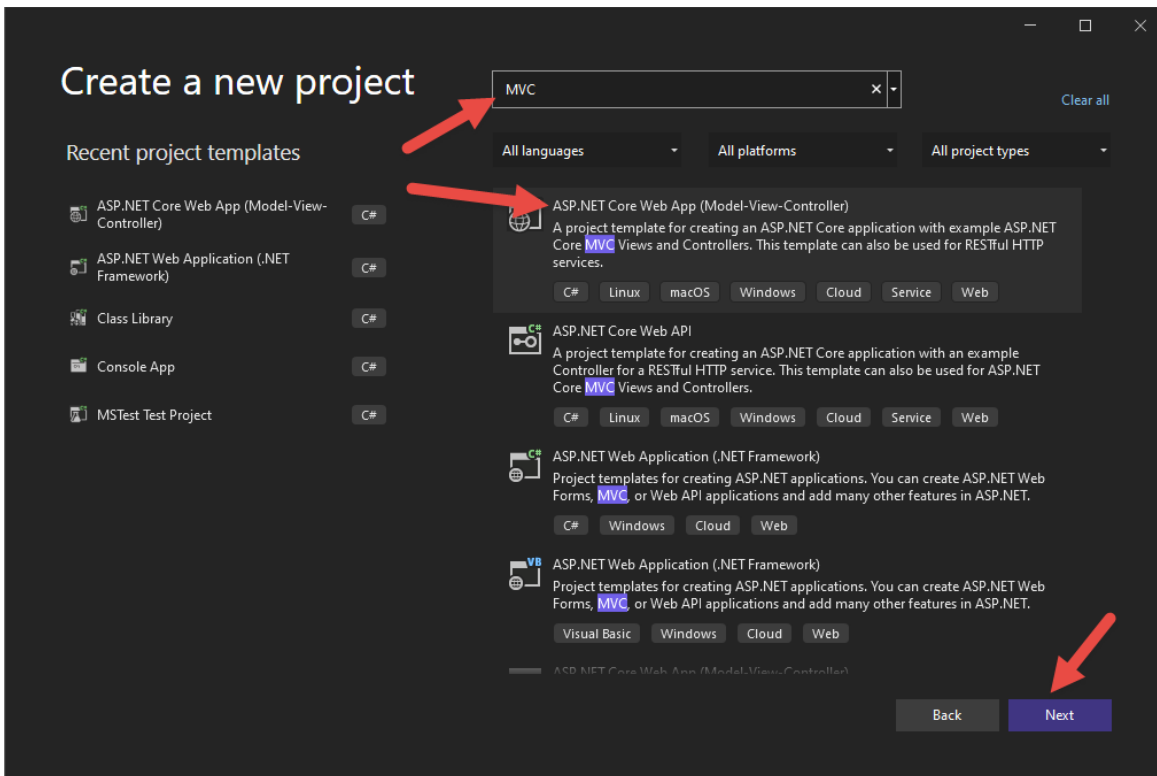 Create a new project
MVC
Clear all
Recent project templates
All languages
All platforms
All project types
ASP.NET Core Web App (Model-View-
Controller)
C#
ASP.NET Web Application (.NET
Framework)
C#
Class Library
C#
Console App
C#
MSTest Test Project
C#
ASP.NET Core Web App (Model-View-Controller)
A project template for creating an ASP.NET Core application with example ASP.NET
Core MVC Views and Controllers. This template can also be used for RESTful HTTP
services.
C# Linux macOS Windows Cloud Service Web
C#
ASP.NET Core Web API
A project template for creating an ASP.NET Core application with an example
Controller for a RESTful HTTP service. This template can also be used for ASP.NET
Core MVC Views and Controllers.
C# Linux macOS Windows Cloud Service Web
C#
ASP.NET Web Application (.NET Framework)
Project templates for creating ASP.NET applications. You can create ASP.NET Web
Forms, MVC, or Web API applications and add many other features in ASP.NET.
C# Windows Cloud Web
VB
ASP.NET Web Application (.NET Framework)
Project templates for creating ASP.NET applications. You can create ASP.NET Web
Forms, MVC, or Web API applications and add many other features in ASP.NET.
Visual Basic Windows Cloud Web
ASP.NET Core Web App (Model-View-Controller)
Back
Next